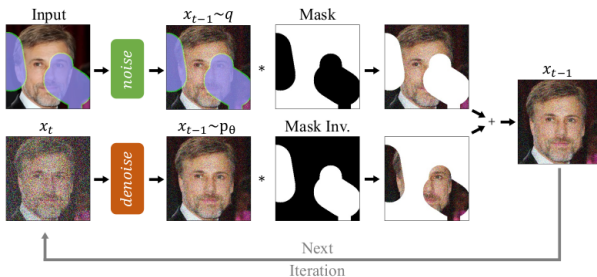 Input
x_{t-1}~q
Mask
noise
*
x_{t-1}
+
x_t
x_{t-1}~p_θ
Mask Inv.
denoise
*
Next
Iteration